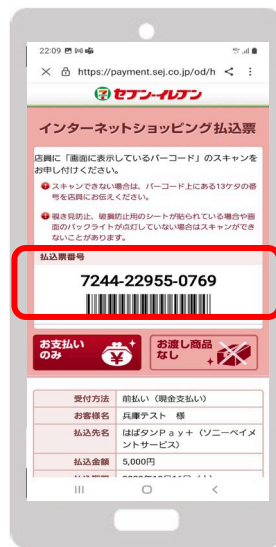 22:09
https://payment.sej.co.jp/od/h
セブン-イレブン
インターネットショッピング払込票
店員に「画面に表示しているバーコード」のスキャンを
お申し付けください。
スキャンできない場合は、バーコード上にある13ケタの番
号を店員にお伝えください。
覗き見防止、破損防止用のシートが貼られている場合や画
面のバックライトが点灯していない場合はスキャンができ
ないことがあります。
払込票番号
7244-22955-0769
お支払い
のみ
お渡し商品
なし
受付方法 前払い（現金支払い）
お客様名 兵庫テスト 様
払込先名 はばタンPay+（ソニーペイメ
ントサービス）
払込金額 5,000円